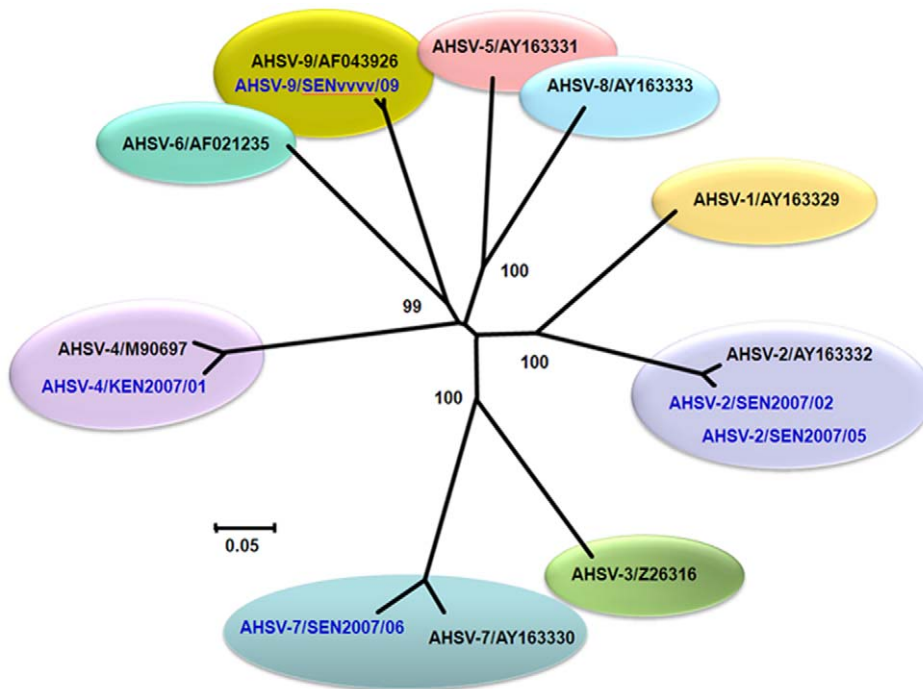 AHSV-9/AF043926
AHSV-9/SENvvvv/09
AHSV-5/AY163331
AHSV-8/AY163333
AHSV-6/AF021235
AHSV-1/AY163329
100
99
100
AHSV-4/M90697
AHSV-4/KEN2007/01
AHSV-2/AY163332
AHSV-2/SEN2007/02
AHSV-2/SEN2007/05
100
0.05
AHSV-3/Z26316
AHSV-7/SEN2007/06
AHSV-7/AY163330